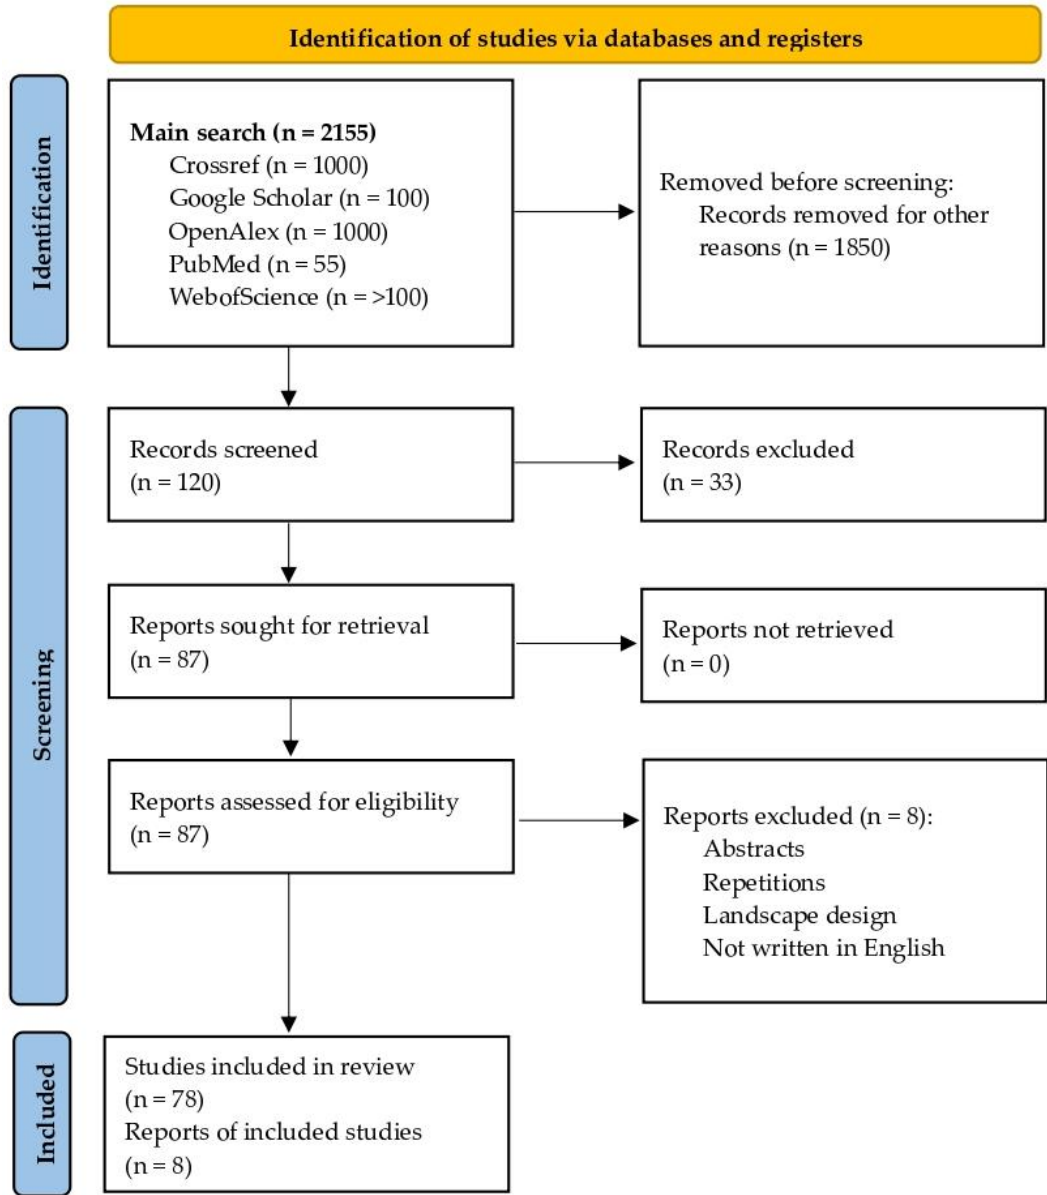 Identification of studies via databases and registers
Identification
Main search (n = 2155)
Crossref (n = 1000)
Google Scholar (n = 100)
OpenAlex (n = 1000)
PubMed (n = 55)
WebofScience (n = >100)
Removed before screening:
Records removed for other
reasons (n = 1850)
Screening
Records screened
(n = 120)
Records excluded
(n = 33)
Reports sought for retrieval
(n = 87)
Reports not retrieved
(n = 0)
Reports assessed for eligibility
(n = 87)
Reports excluded (n = 8):
Abstracts
Repetitions
Landscape design
Not written in English
Included
Studies included in review
(n = 78)
Reports of included studies
(n = 8)